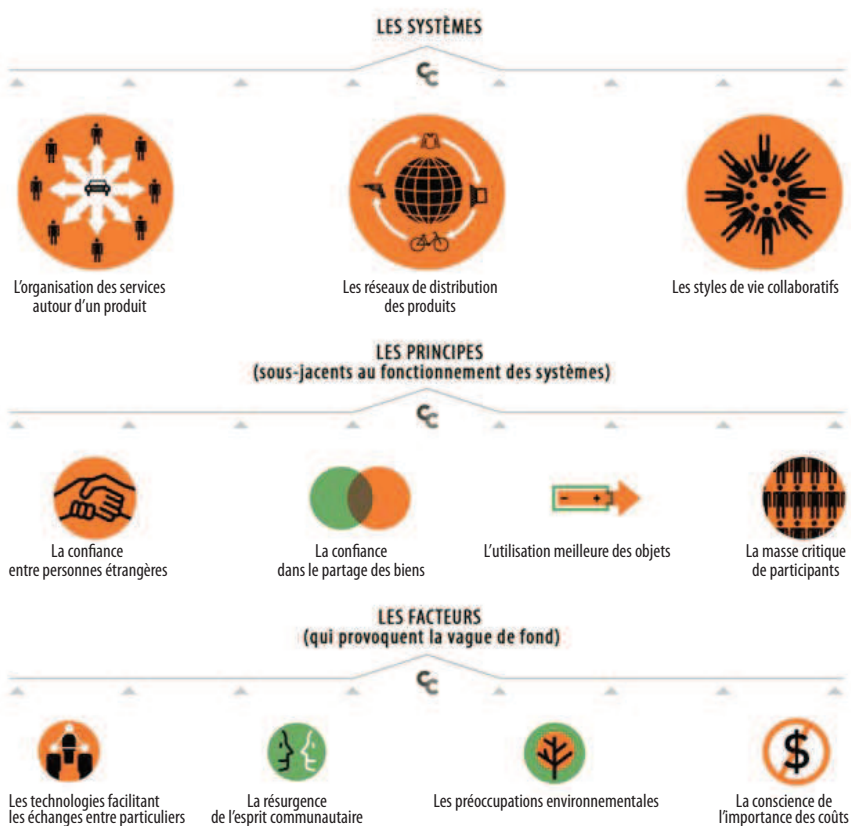 LES SYSTÈMES
CC
L'organisation des services
autour d'un produit
Les réseaux de distribution
des produits
Les styles de vie collaboratifs
LES PRINCIPES
(sous-jacents au fonctionnement des systèmes)
CC
La confiance
entre personnes étrangères
La confiance
dans le partage des biens
- +
L'utilisation meilleure des objets
La masse critique
de participants
LES FACTEURS
(qui provoquent la vague de fond)
CC
Les technologies facilitant
les échanges entre particuliers
La résurgence
de l'esprit communautaire
Les préoccupations environnementales
$
La conscience de
l'importance des coûts